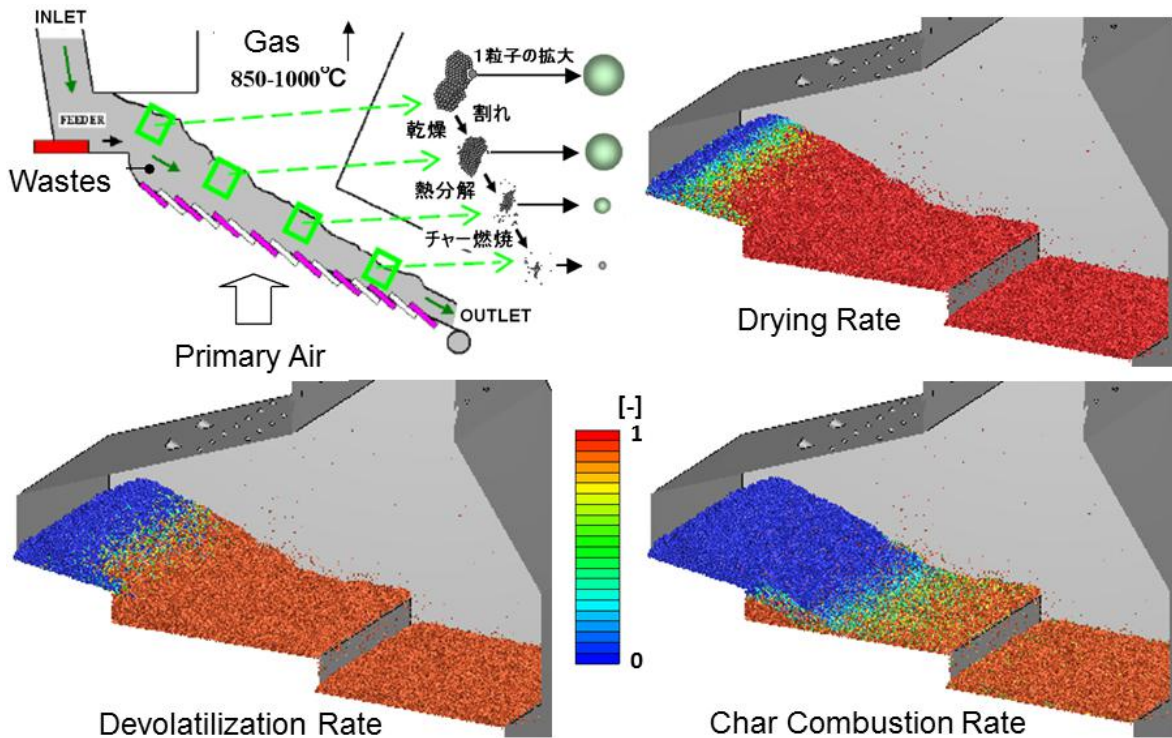 INLET
Gas
850-1000℃
1粒子の拡大
FEEDER
乾燥
割れ
Wastes
熱分解
チャー燃焼
OUTLET
Primary Air
Drying Rate
[-]
1
0
Devolatilization Rate
Char Combustion Rate